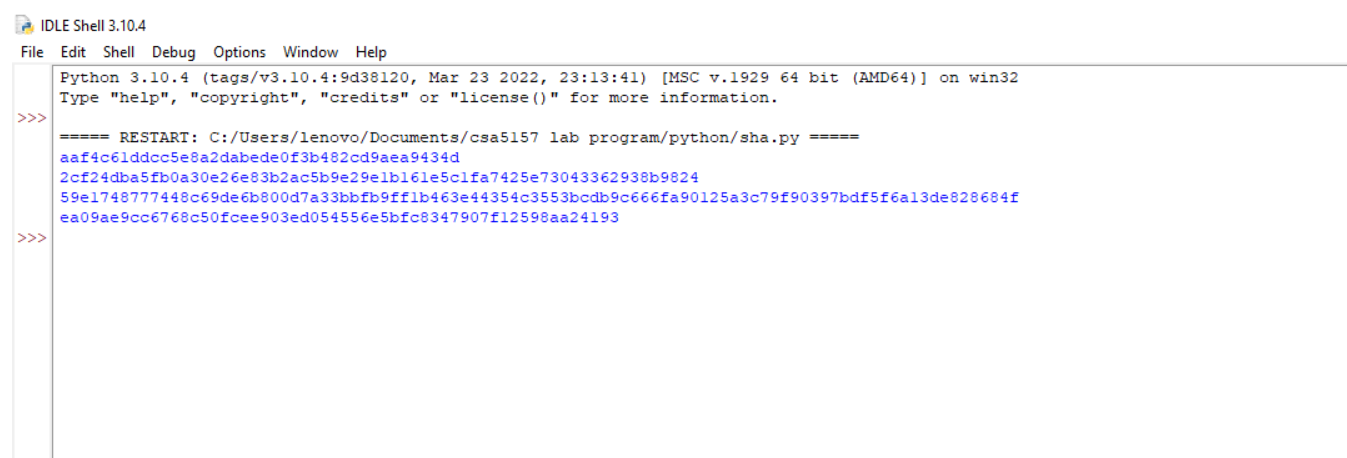 IDLE Shell 3.10.4
File Edit Shell Debug Options Window Help
Python 3.10.4 (tags/v3.10.4:9d38120, Mar 23 2022, 23:13:41) [MSC v.1929 64 bit (AMD64)] on win32
Type "help", "copyright", "credits" or "license()" for more information.
>>>
===== RESTART: C:/Users/lenovo/Documents/csa5157 lab program/python/sha.py =====
aaf4c61ddcc5e8a2dabede0f3b482cd9aea9434d
2cf24dba5fb0a30e26e83b2ac5b9e29e1b161e5c1fa7425e73043362938b9824
59e1748777448c69de6b800d7a33bbfb9ff1b463e44354c3553bcdb9c666fa90125a3c79f90397bdf5f6a13de828684f
ea09ae9cc6768c50fcee903ed054556e5bfc8347907f12598aa24193
>>>